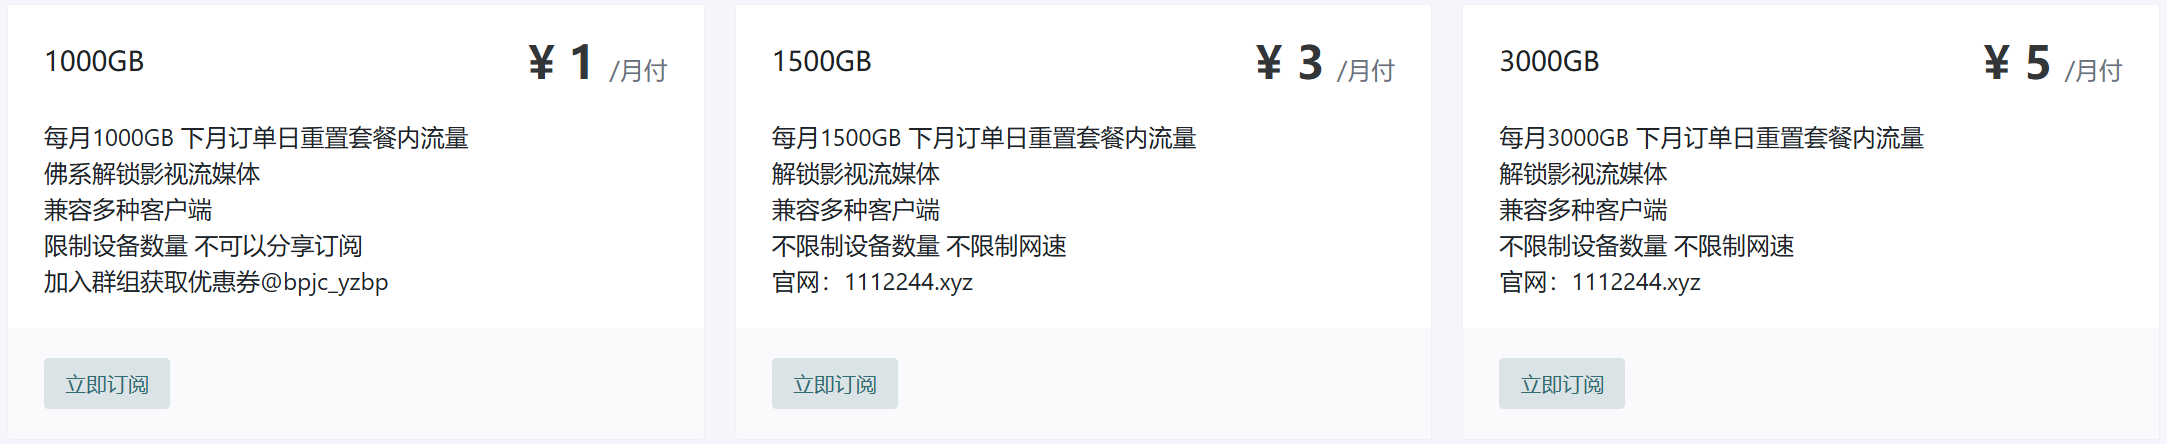 1000GB
¥ 1 /月付
每月1000GB 下月订单日重置套餐内流量
佛系解锁影视流媒体
兼容多种客户端
限制设备数量 不可以分享订阅
加入群组获取优惠券@bpjc_yzbp
立即订阅
1500GB
¥ 3 /月付
每月1500GB 下月订单日重置套餐内流量
解锁影视流媒体
兼容多种客户端
不限制设备数量 不限制网速
官网：1112244.xyz
立即订阅
3000GB
¥ 5 /月付
每月3000GB 下月订单日重置套餐内流量
解锁影视流媒体
兼容多种客户端
不限制设备数量 不限制网速
官网：1112244.xyz
立即订阅